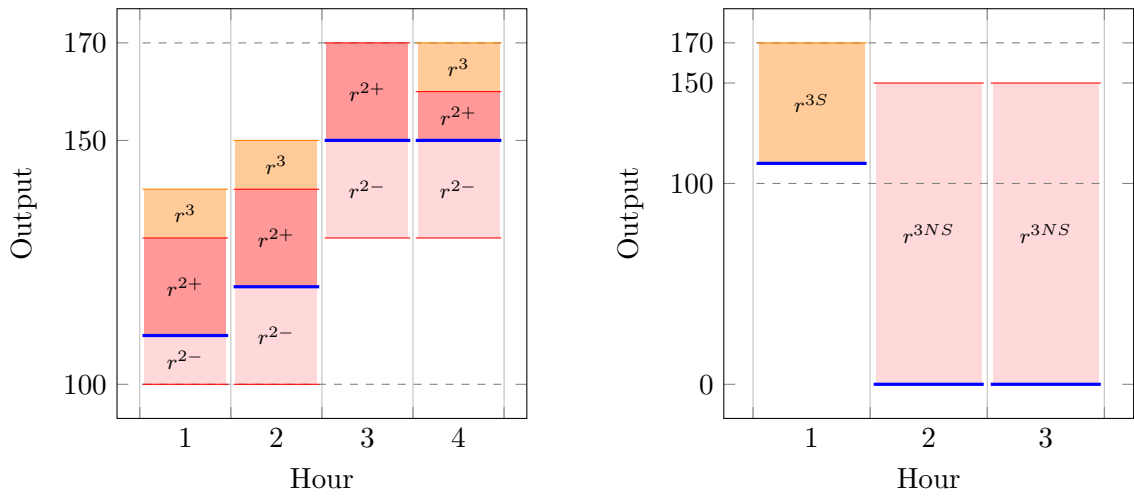 170
150
100
Output
r^3
r^{2+}
r^{2-}
r^3
r^{2+}
r^{2-}
r^{2+}
r^{2-}
r^3
r^{2+}
r^{2-}
1 2 3 4
Hour
170
150
100
0
Output
r^{3S}
r^{3NS}
r^{3NS}
1 2 3
Hour